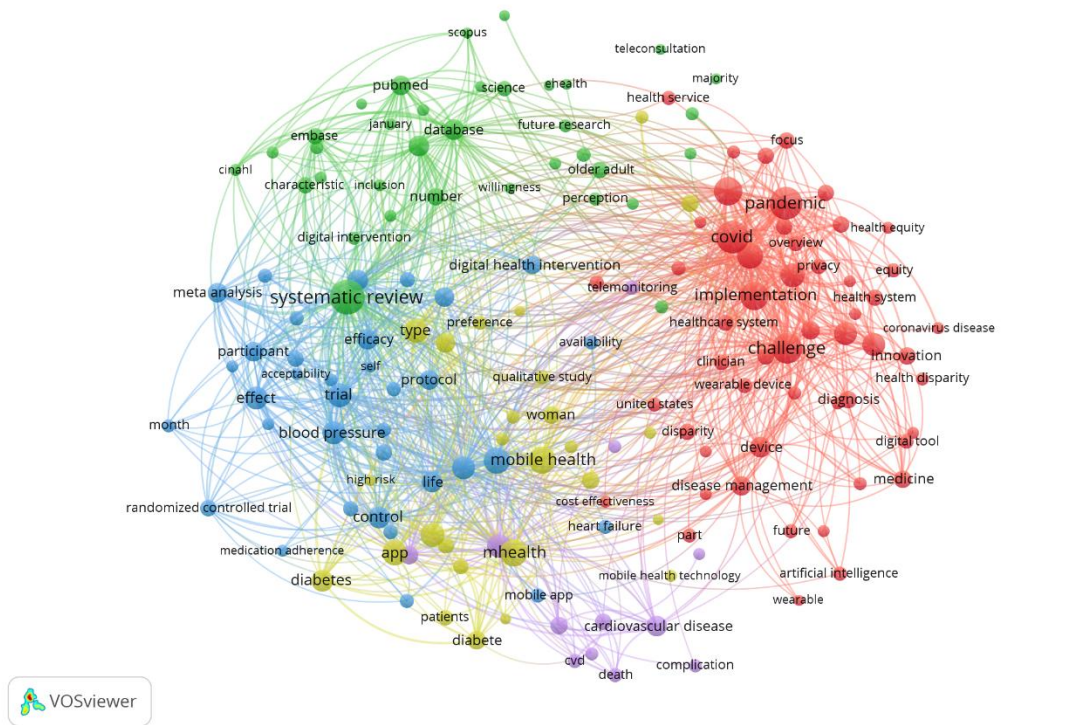 scopus
teleconsultation
majority
pubmed
science
ehealth
health service
january
database
future research
embase
focus
cinahl
older adult
characteristic
inclusion
willingness
number
perception
pandemic
health equity
digital intervention
covid
overview
digital health intervention
privacy
equity
meta analysis
systematic review
telemonitoring
implementation
health system
type
preference
healthcare system
coronavirus disease
efficacy
availability
challenge
participant
innovation
self
clinician
acceptability
protocol
qualitative study
health disparity
wearable device
effect
trial
united states
diagnosis
woman
month
blood pressure
disparity
digital tool
device
mobile health
high risk
life
disease management
medicine
cost effectiveness
randomized controlled trial
control
heart failure
part
future
medication adherence
app
mhealth
diabetes
mobile health technology
artificial intelligence
mobile app
wearable
patients
cardiovascular disease
diabete
cvd
complication
death
VOSviewer